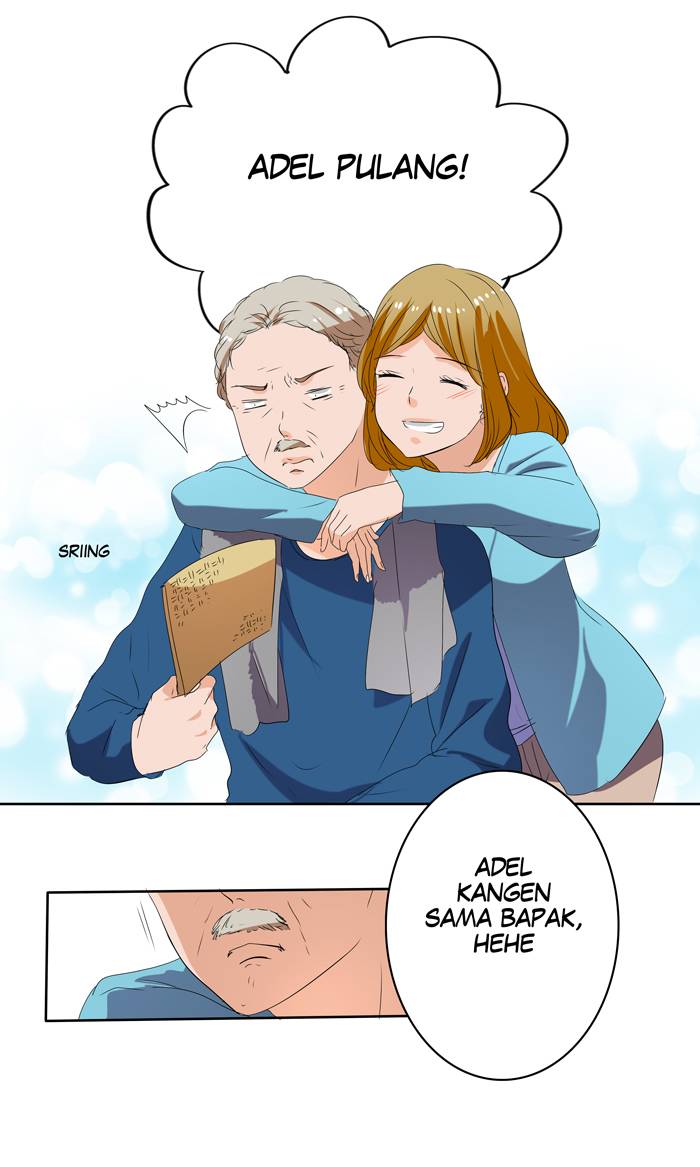 ADEL PULANG!
SRIING
ADEL
KANGEN
SAMA BAPAK,
HEHE